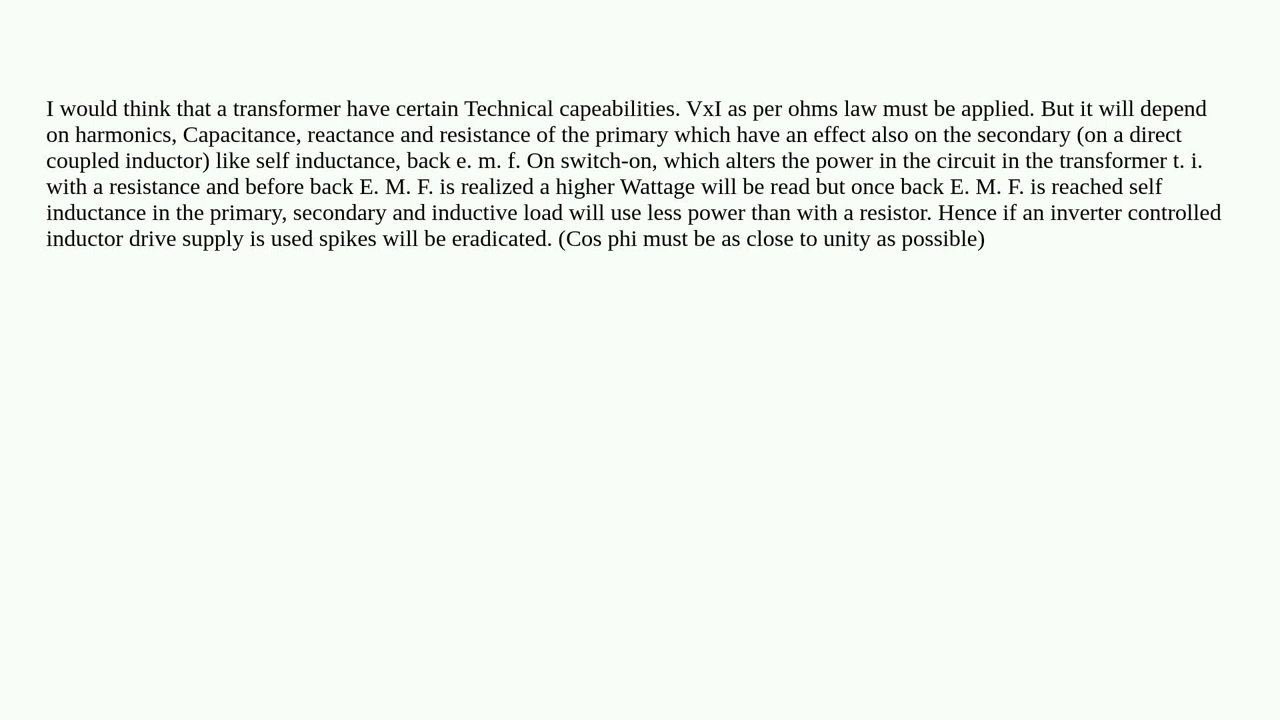 I would think that a transformer have certain Technical capeabilities. VxI as per ohms law must be applied. But it will depend
on harmonics, Capacitance, reactance and resistance of the primary which have an effect also on the secondary (on a direct
coupled inductor) like self inductance, back e. m. f. On switch-on, which alters the power in the circuit in the transformer t. i.
with a resistance and before back E. M. F. is realized a higher Wattage will be read but once back E. M. F. is reached self
inductance in the primary, secondary and inductive load will use less power than with a resistor. Hence if an inverter controlled
inductor drive supply is used spikes will be eradicated. (Cos phi must be as close to unity as possible)